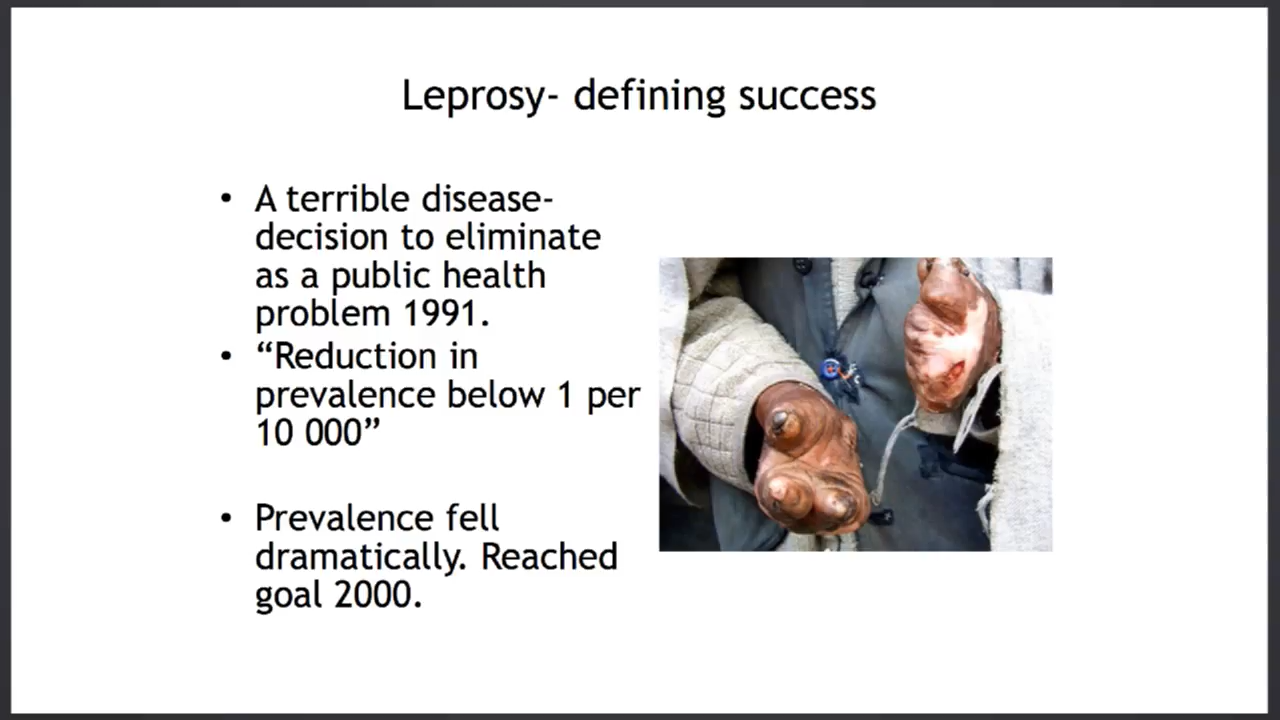 Leprosy- defining success
• A terrible disease-
decision to eliminate
as a public health
problem 1991.
• “Reduction in
prevalence below 1 per
10 000”
• Prevalence fell
dramatically. Reached
goal 2000.